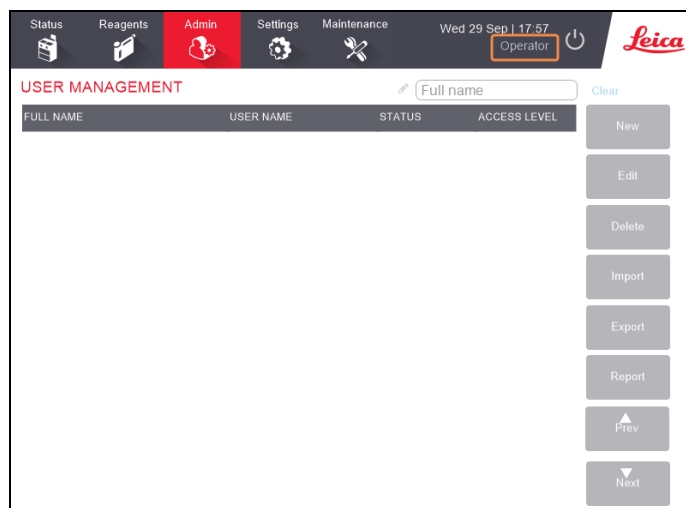 Status Reagents Admin Settings Maintenance Wed 29 Sep | 17:57
Operator
Leica
USER MANAGEMENT Full name Clear
FULL NAME USER NAME STATUS ACCESS LEVEL
New
Edit
Delete
Import
Export
Report
Prev
Next